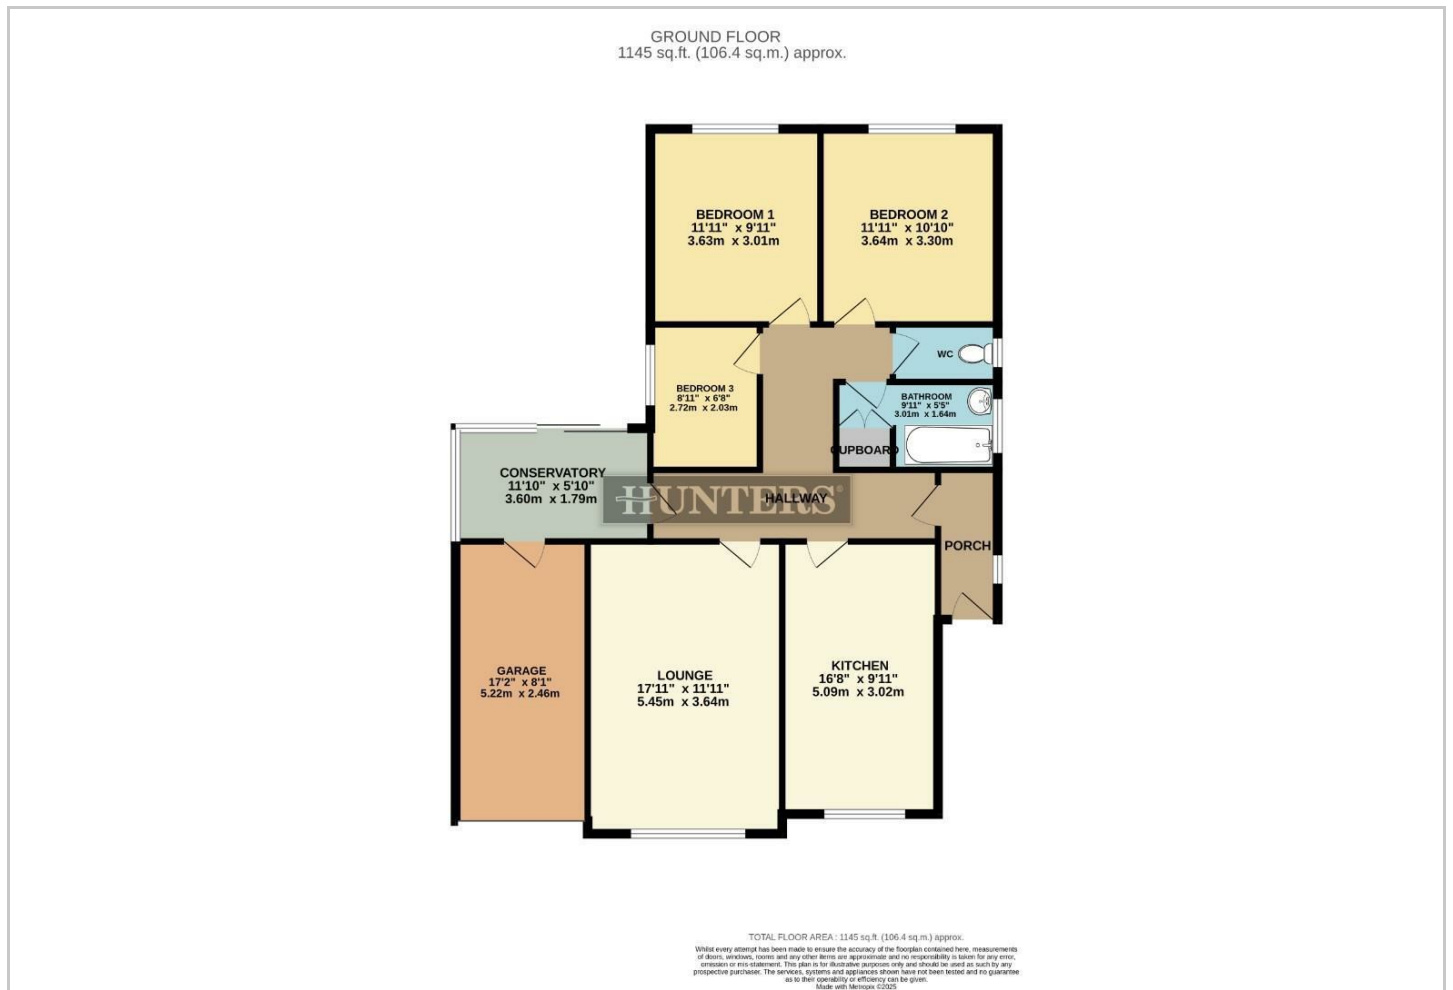 GROUND FLOOR
1145 sq.ft. (106.4 sq.m.) approx.
BEDROOM 1
11'11" x 9'11"
3.63m x 3.01m
BEDROOM 2
11'11" x 10'10"
3.64m x 3.30m
WC
BEDROOM 3
8'11" x 6'8"
2.72m x 2.03m
BATHROOM
9'11" x 5'5"
3.01m x 1.64m
CUPBOARD
CONSERVATORY
11'10" x 5'10"
3.60m x 1.79m
HUNTERS®
HALLWAY
PORCH
GARAGE
17'2" x 8'1"
5.22m x 2.46m
LOUNGE
17'11" x 11'11"
5.45m x 3.64m
KITCHEN
16'8" x 9'11"
5.09m x 3.02m
TOTAL FLOOR AREA : 1145 sq.ft. (106.4 sq.m.) approx.
Whilst every attempt has been made to ensure the accuracy of the floorplan contained here, measurements
of doors, windows, rooms and any other items are approximate and no responsibility is taken for any error,
omission or mis-statement. This plan is for illustrative purposes only and should be used as such by any
prospective purchaser. The services, systems and appliances shown have not been tested and no guarantee
as to their operability or efficiency can be given.
Made with Metropix ©2025